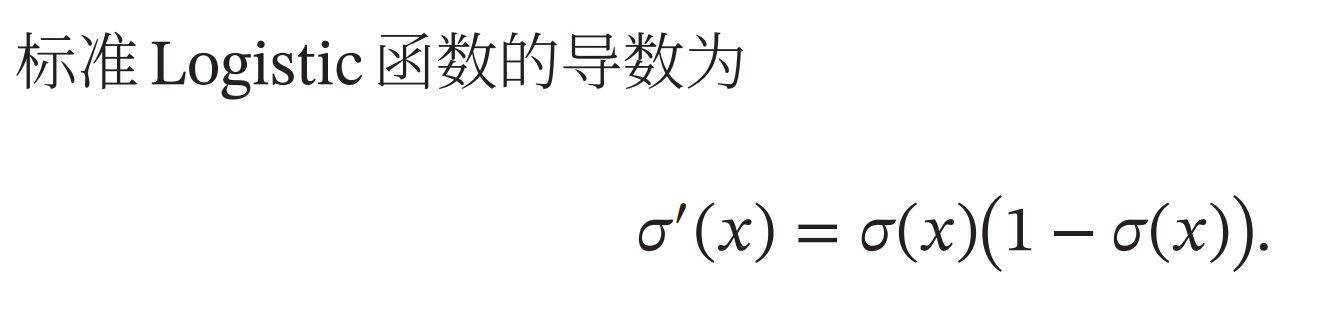 标准 Logistic 函数的导数为
σ′(x) = σ(x)(1 − σ(x)).